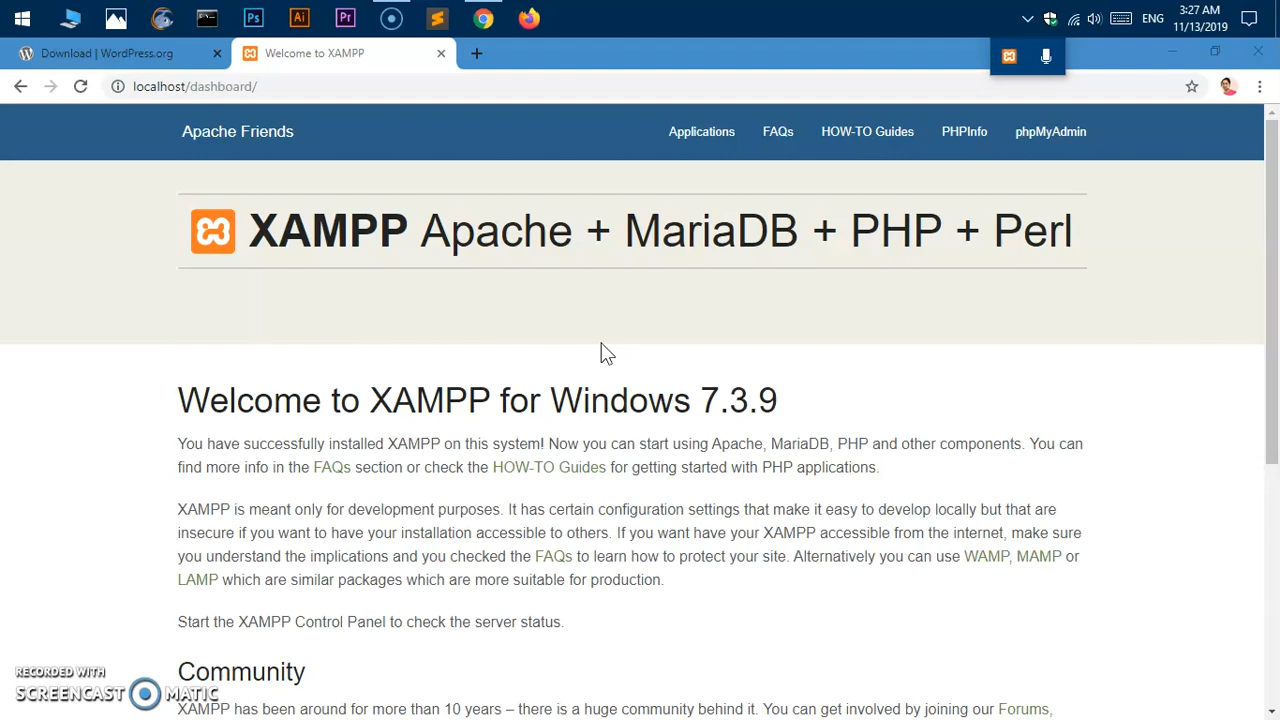 Ps
Ai
Pr
ENG
3:27 AM
11/13/2019
Download | WordPress.org
Welcome to XAMPP
localhost/dashboard/
Apache Friends
Applications
FAQs
HOW-TO Guides
PHPInfo
phpMyAdmin
XAMPP Apache + MariaDB + PHP + Perl
Welcome to XAMPP for Windows 7.3.9
You have successfully installed XAMPP on this system! Now you can start using Apache, MariaDB, PHP and other components. You can
find more info in the FAQs section or check the HOW-TO Guides for getting started with PHP applications.
XAMPP is meant only for development purposes. It has certain configuration settings that make it easy to develop locally but that are
insecure if you want to have your installation accessible to others. If you want have your XAMPP accessible from the internet, make sure
you understand the implications and you checked the FAQs to learn how to protect your site. Alternatively you can use WAMP, MAMP or
LAMP which are similar packages which are more suitable for production.
Start the XAMPP Control Panel to check the server status.
Community
XAMPP has been around for more than 10 years – there is a huge community behind it. You can get involved by joining our Forums,
RECORDED WITH
SCREENCAST MATIC